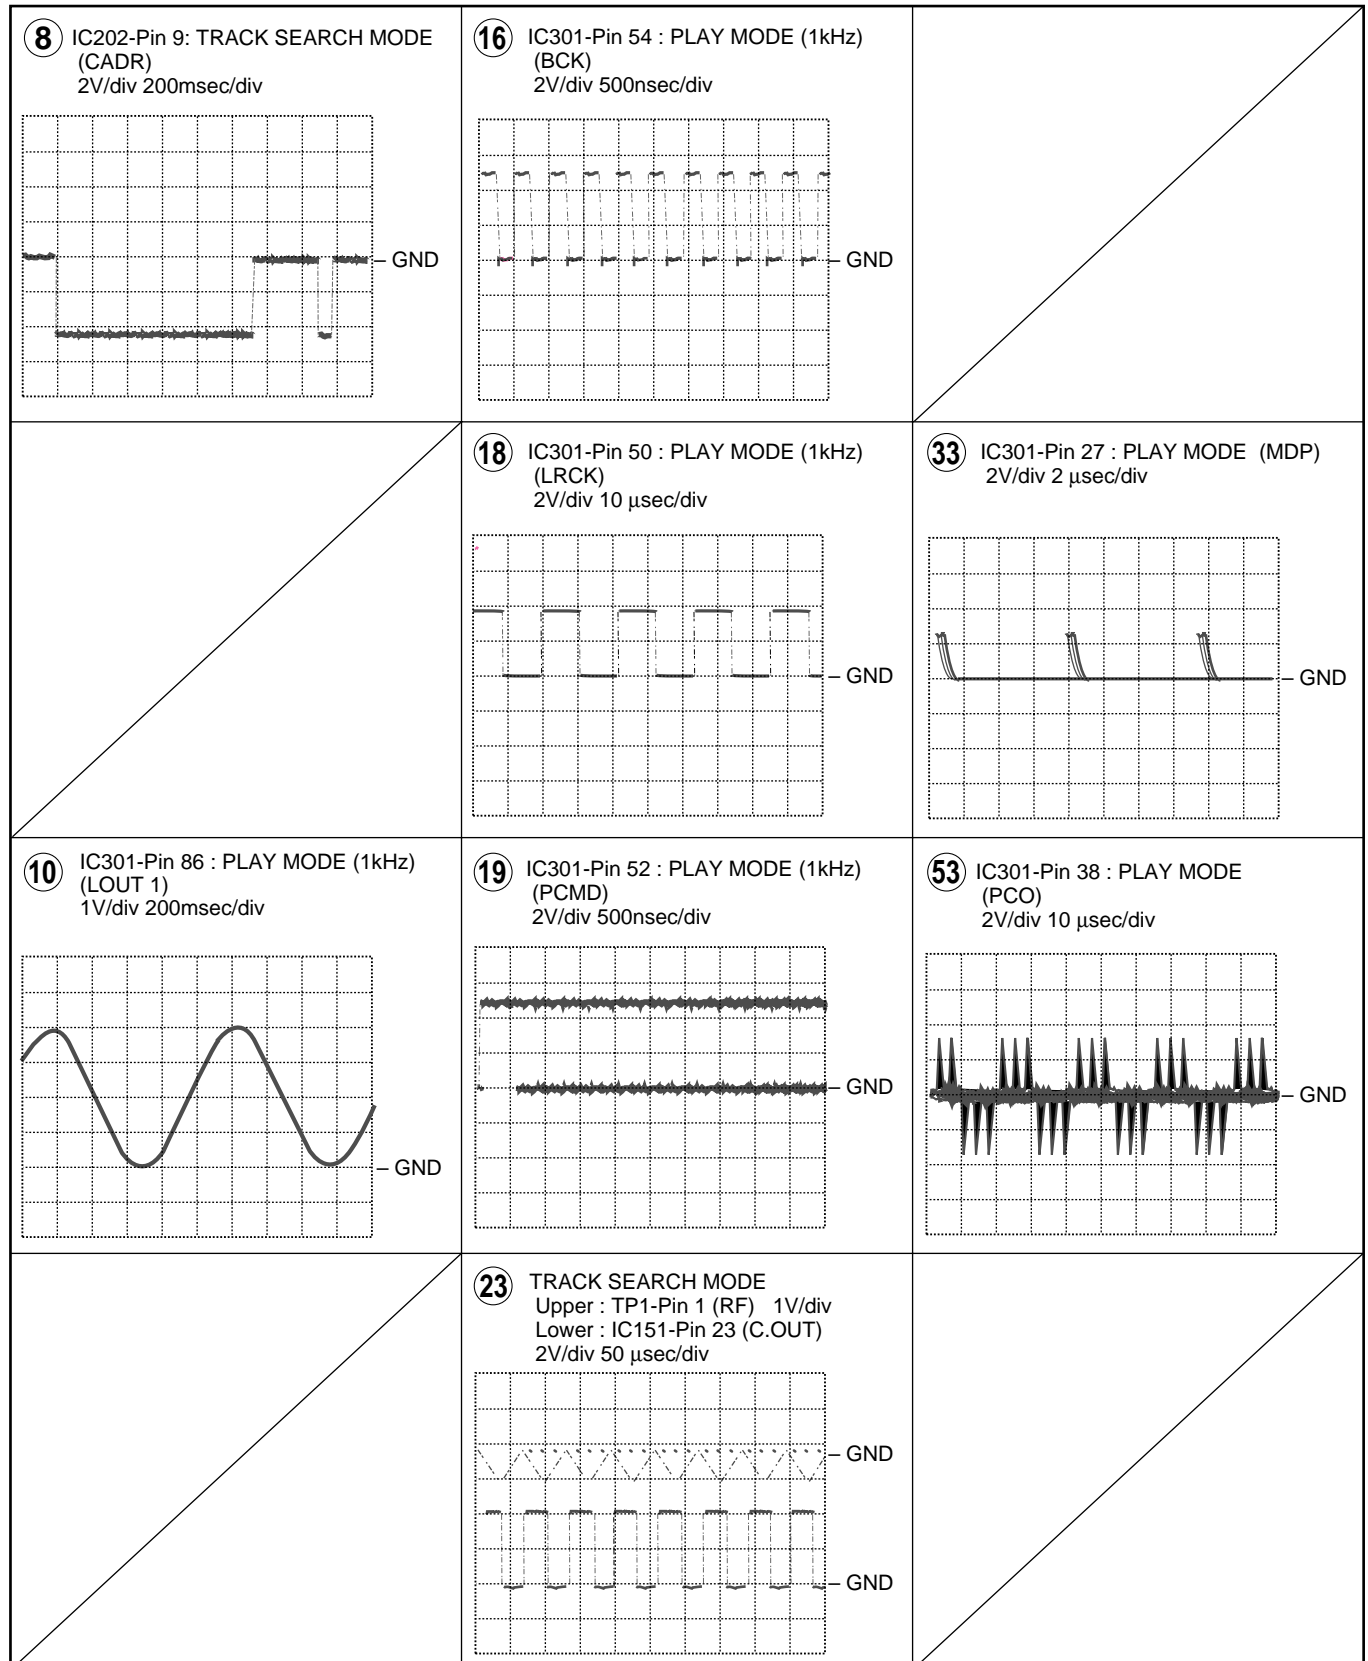 8 IC202-Pin 9: TRACK SEARCH MODE
(CADR)
2V/div 200msec/div
– GND
16 IC301-Pin 54 : PLAY MODE (1kHz)
(BCK)
2V/div 500nsec/div
– GND
18 IC301-Pin 50 : PLAY MODE (1kHz)
(LRCK)
2V/div 10 µsec/div
– GND
33 IC301-Pin 27 : PLAY MODE (MDP)
2V/div 2 µsec/div
– GND
10 IC301-Pin 86 : PLAY MODE (1kHz)
(LOUT 1)
1V/div 200msec/div
– GND
19 IC301-Pin 52 : PLAY MODE (1kHz)
(PCMD)
2V/div 500nsec/div
– GND
53 IC301-Pin 38 : PLAY MODE
(PCO)
2V/div 10 µsec/div
– GND
23 TRACK SEARCH MODE
Upper : TP1-Pin 1 (RF) 1V/div
Lower : IC151-Pin 23 (C.OUT)
2V/div 50 µsec/div
– GND
– GND